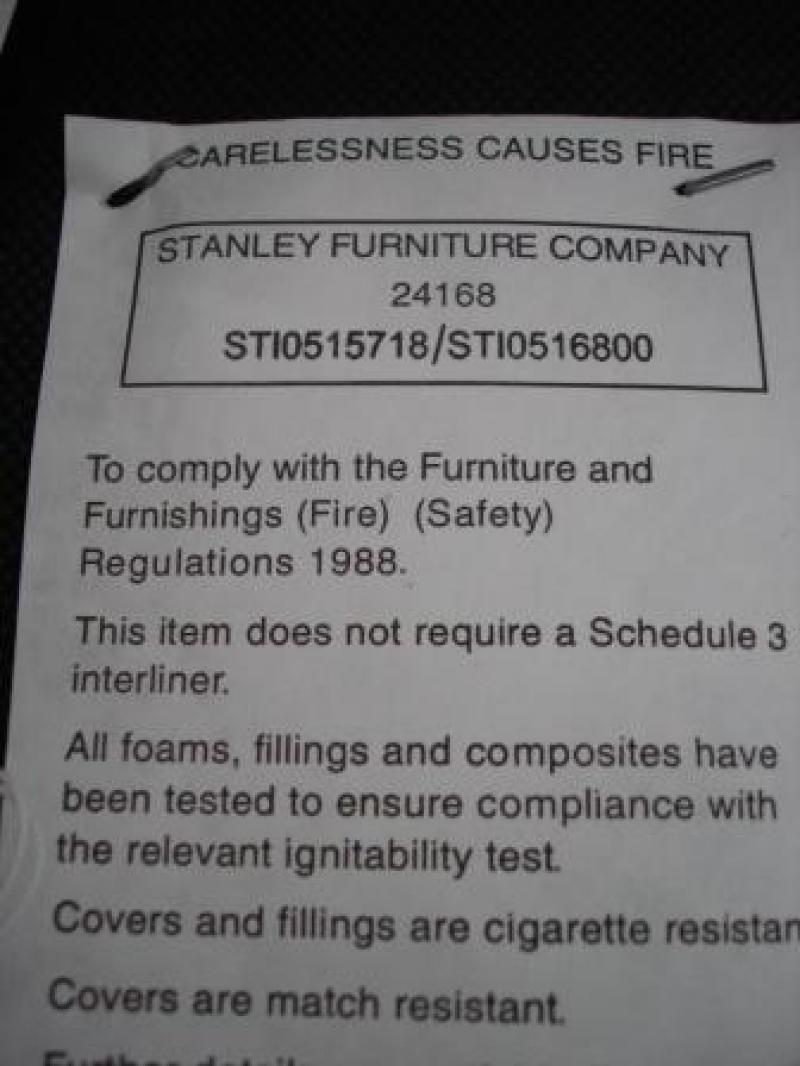 CARELESSNESS CAUSES FIRE
STANLEY FURNITURE COMPANY
24168
STI0515718/STI0516800
To comply with the Furniture and
Furnishings (Fire) (Safety)
Regulations 1988.
This item does not require a Schedule 3
interliner.
All foams, fillings and composites have
been tested to ensure compliance with
the relevant ignitability test.
Covers and fillings are cigarette resistan
Covers are match resistant.
Further details